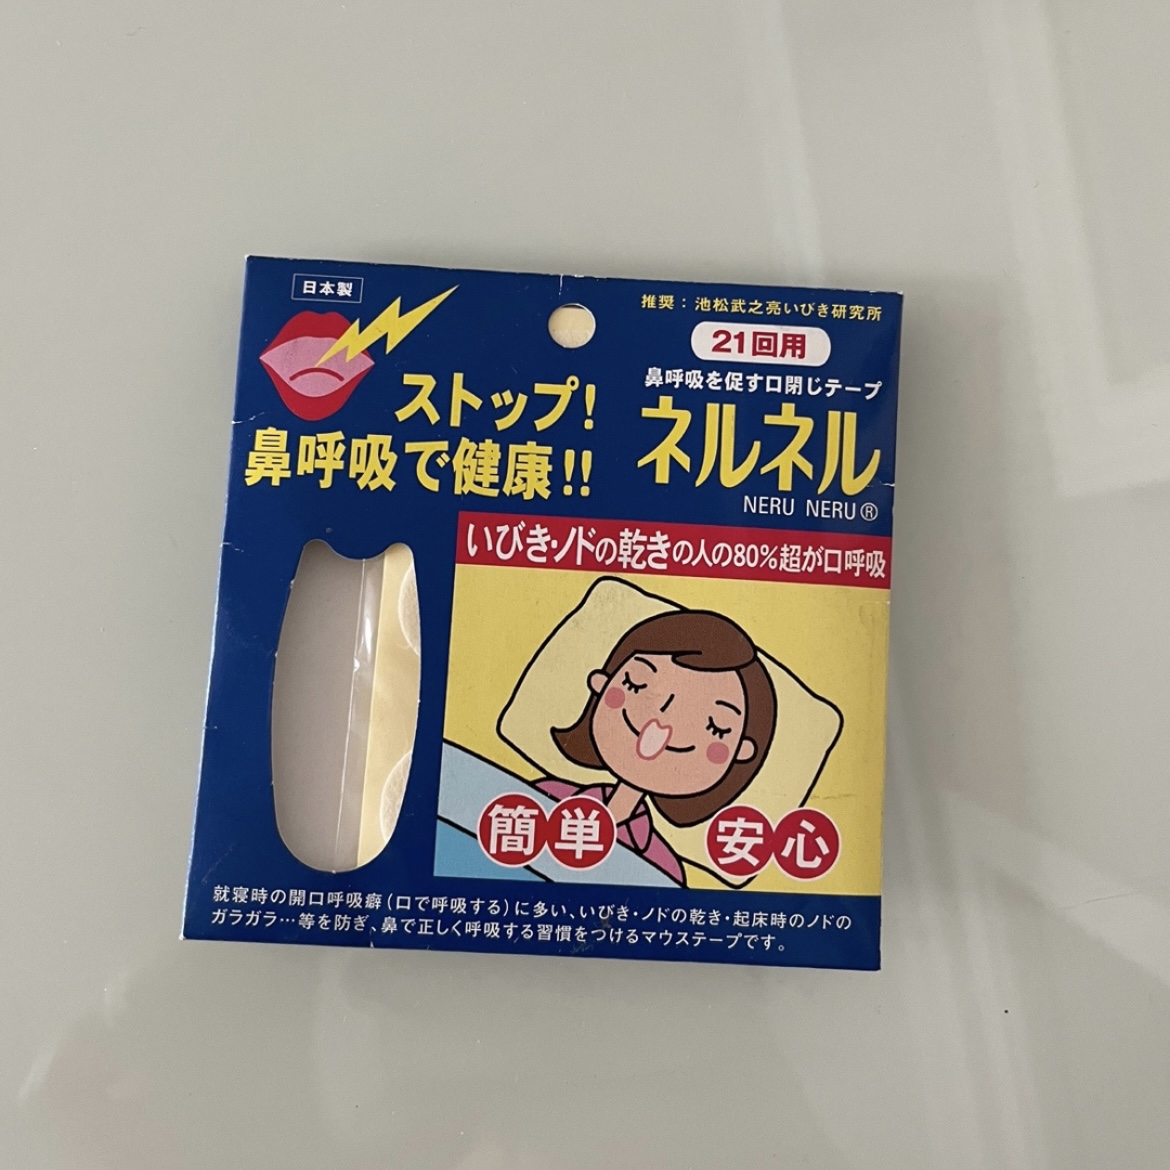 日本製
ストップ!
鼻呼吸で健康!!
推奨:池松武之亮いびき研究所
21回用
鼻呼吸を促す口閉じテープ
ネルネル
NERU NERU®
いびき・ノドの乾きの人の80%超が口呼吸
簡単
安心
就寝時の開口呼吸癖(口で呼吸する)に多い、いびき・ノドの乾き・起床時のノドの
ガラガラ…等を防ぎ、鼻で正しく呼吸する習慣をつけるマウステープです。